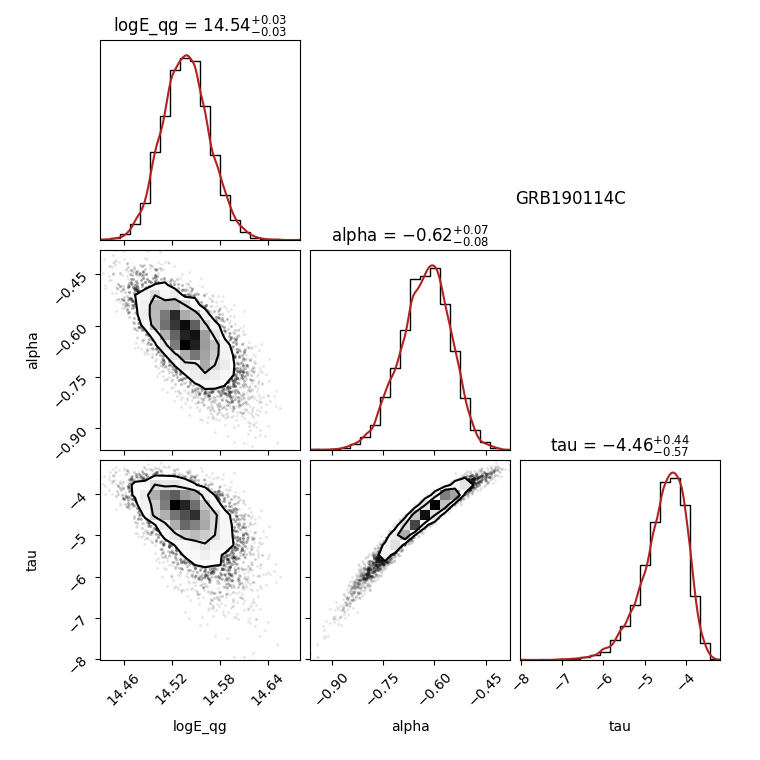 logE_qg = 14.54+0.03−0.03
GRB190114C
alpha = −0.62+0.07−0.08
−0.45
−0.60
−0.75
−0.90
alpha
tau = −4.46+0.44−0.57
−4
−5
−6
−7
−8
tau
14.46 14.52 14.58 14.64
−0.90 −0.75 −0.60 −0.45
−8 −7 −6 −5 −4
logE_qg alpha tau